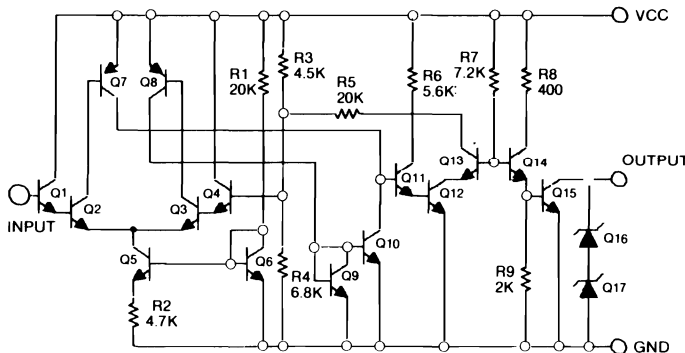 VCC
R1
20K
R3
4.5K
R5
20K
R6
5.6K
R7
7.2K
R8
400
Q7
Q8
Q13
Q14
OUTPUT
Q1
Q2
Q3
Q4
Q11
Q12
Q15
INPUT
Q5
Q6
Q10
Q16
R4
6.8K
Q9
R9
2K
Q17
R2
4.7K
GND